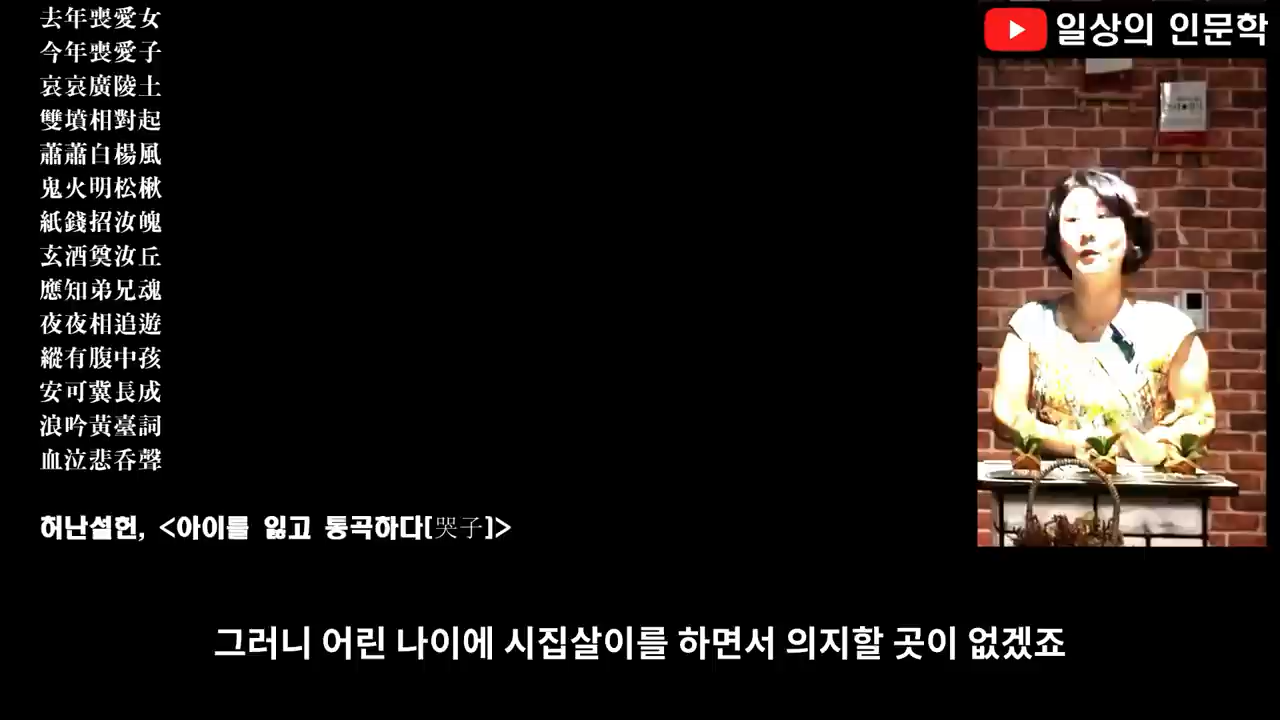 去年喪愛女
今年喪愛子
哀哀廣陵土
雙墳相對起
蕭蕭白楊風
鬼火明松楸
紙錢招汝魄
玄酒奠汝丘
應知弟兄魂
夜夜相追遊
縱有腹中孩
安可冀長成
浪吟黃臺詞
血泣悲呑聲
허난설헌, <아이를 잃고 통곡하다[哭子]>
일상의 인문학
그러니 어린 나이에 시집살이를 하면서 의지할 곳이 없겠죠